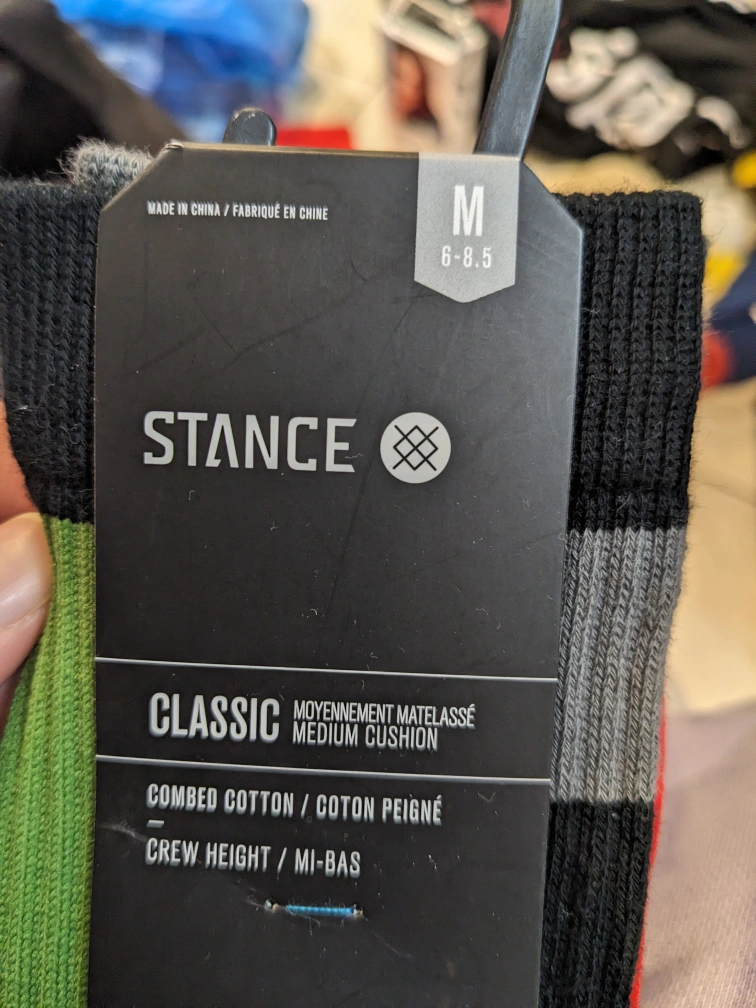 MADE IN CHINA / FABRIQUÉ EN CHINE
M
6-8.5
STANCE
CLASSIC
MOYENNEMENT MATELASSÉ
MEDIUM CUSHION
COMBED COTTON / COTON PEIGNÉ
CREW HEIGHT / MI-BAS